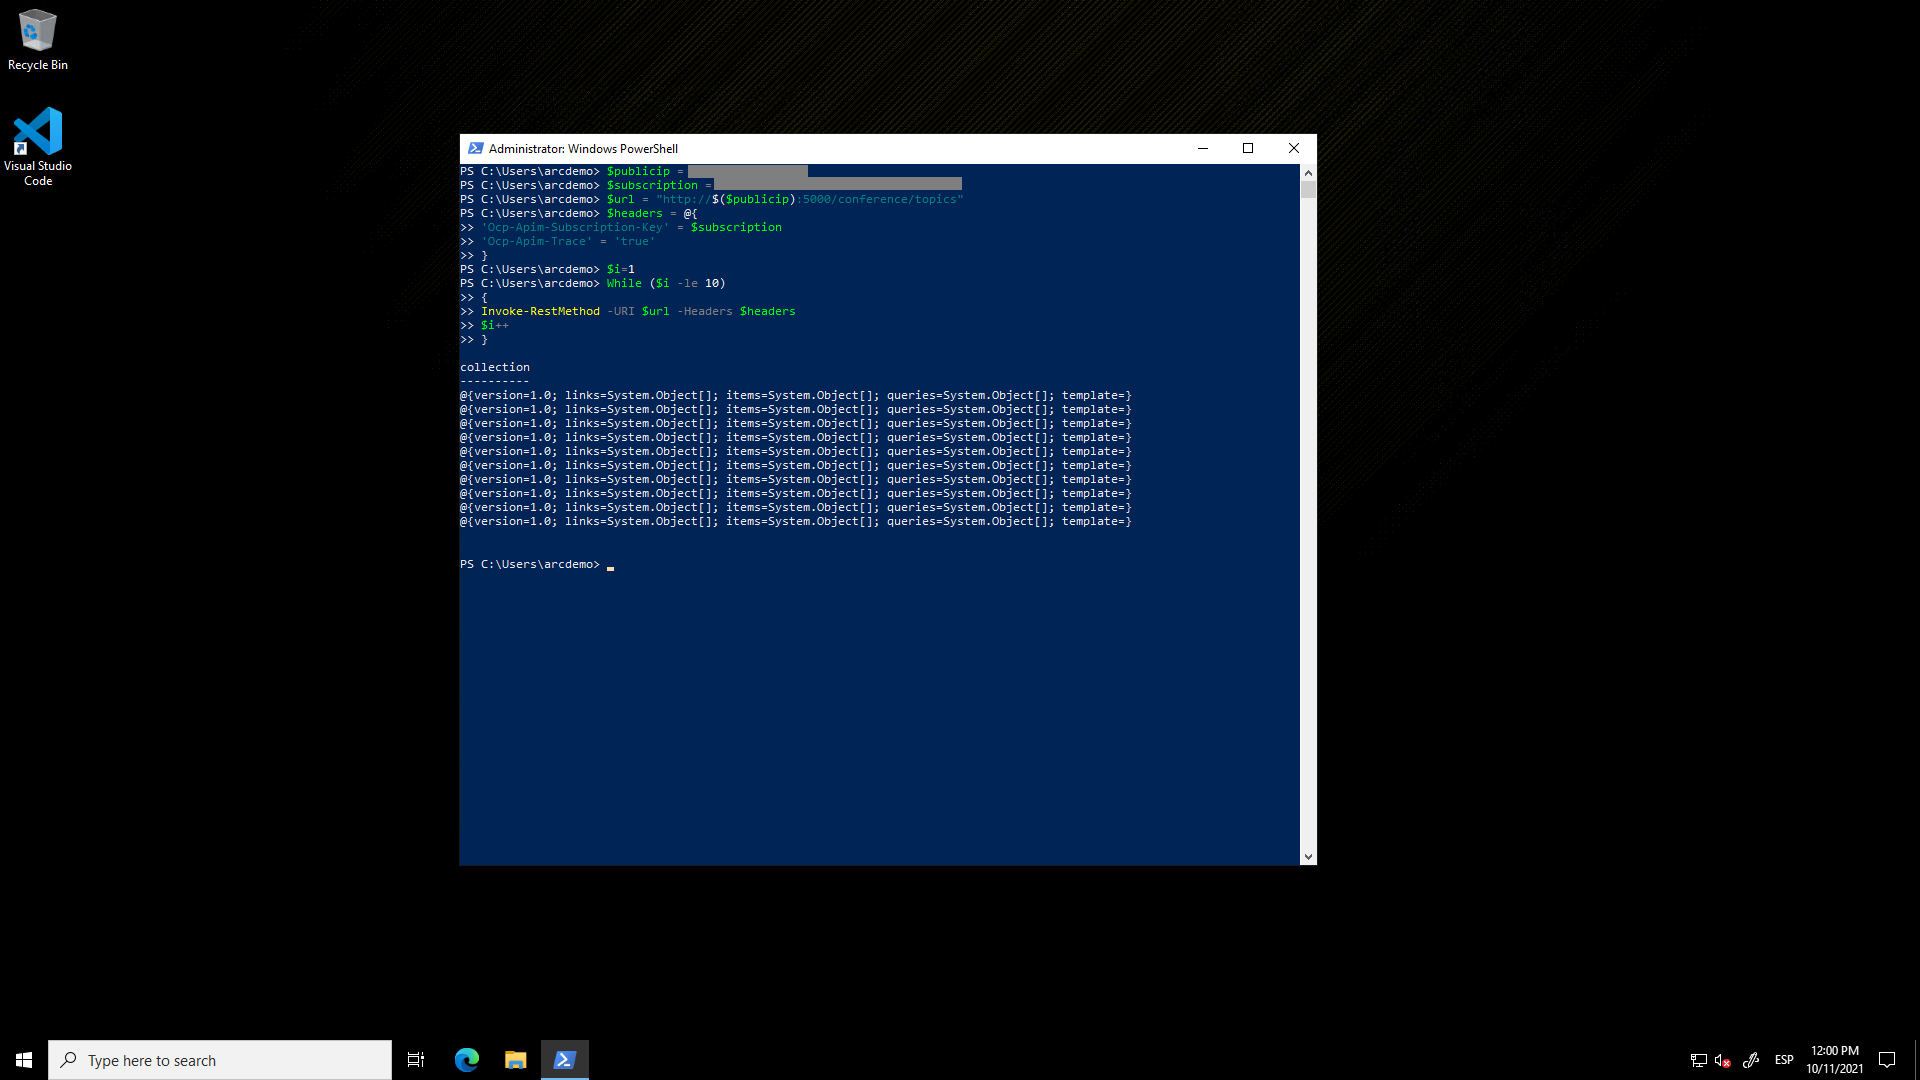 Recycle Bin
Visual Studio
Code
Administrator: Windows PowerShell
PS C:\Users\arcdemo> $publicip =
PS C:\Users\arcdemo> $subscription =
PS C:\Users\arcdemo> $url = "http://$($publicip):5000/conference/topics"
PS C:\Users\arcdemo> $headers = @{
>> 'Ocp-Apim-Subscription-Key' = $subscription
>> 'Ocp-Apim-Trace' = 'true'
>> }
PS C:\Users\arcdemo> $i=1
PS C:\Users\arcdemo> While ($i -le 10)
>> {
>> Invoke-RestMethod -URI $url -Headers $headers
>> $i++
>> }
collection
----------
@{version=1.0; links=System.Object[]; items=System.Object[]; queries=System.Object[]; template=}
@{version=1.0; links=System.Object[]; items=System.Object[]; queries=System.Object[]; template=}
@{version=1.0; links=System.Object[]; items=System.Object[]; queries=System.Object[]; template=}
@{version=1.0; links=System.Object[]; items=System.Object[]; queries=System.Object[]; template=}
@{version=1.0; links=System.Object[]; items=System.Object[]; queries=System.Object[]; template=}
@{version=1.0; links=System.Object[]; items=System.Object[]; queries=System.Object[]; template=}
@{version=1.0; links=System.Object[]; items=System.Object[]; queries=System.Object[]; template=}
@{version=1.0; links=System.Object[]; items=System.Object[]; queries=System.Object[]; template=}
@{version=1.0; links=System.Object[]; items=System.Object[]; queries=System.Object[]; template=}
@{version=1.0; links=System.Object[]; items=System.Object[]; queries=System.Object[]; template=}
PS C:\Users\arcdemo> _
Type here to search
ESP
12:00 PM
10/11/2021